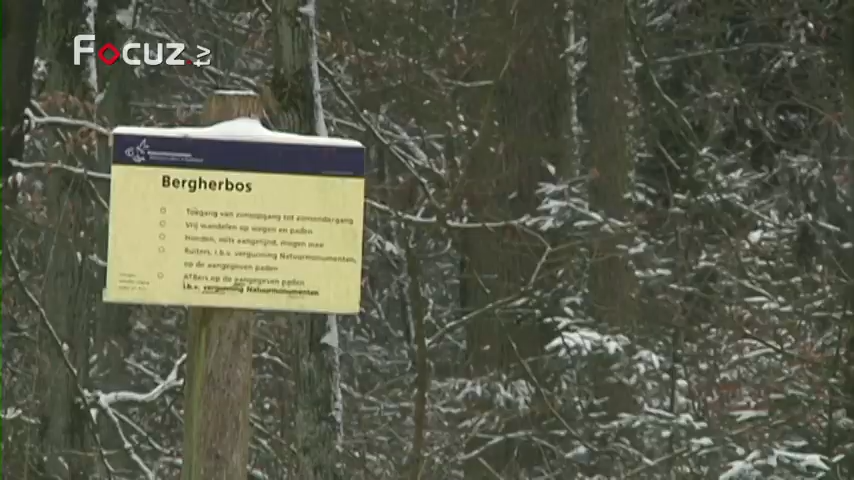 FOCUZ.tv
Bergherbos
Toegang van zonsopgang tot zonsondergang
Vrij wandelen op wegen en paden
Honden, mits aangelijnd, mogen mee
Ruiters, i.b.v. vergunning Natuurmonumenten,
op de aangegeven paden
ATBers op de aangegeven paden
i.b.v. vergunning Natuurmonumenten